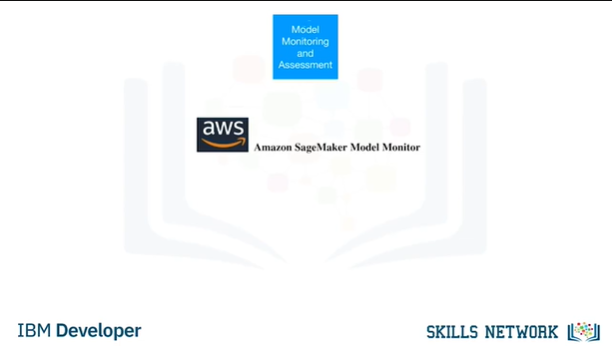 Model
Monitoring
and
Assessment
aws
Amazon SageMaker Model Monitor
IBM Developer
SKILLS NETWORK